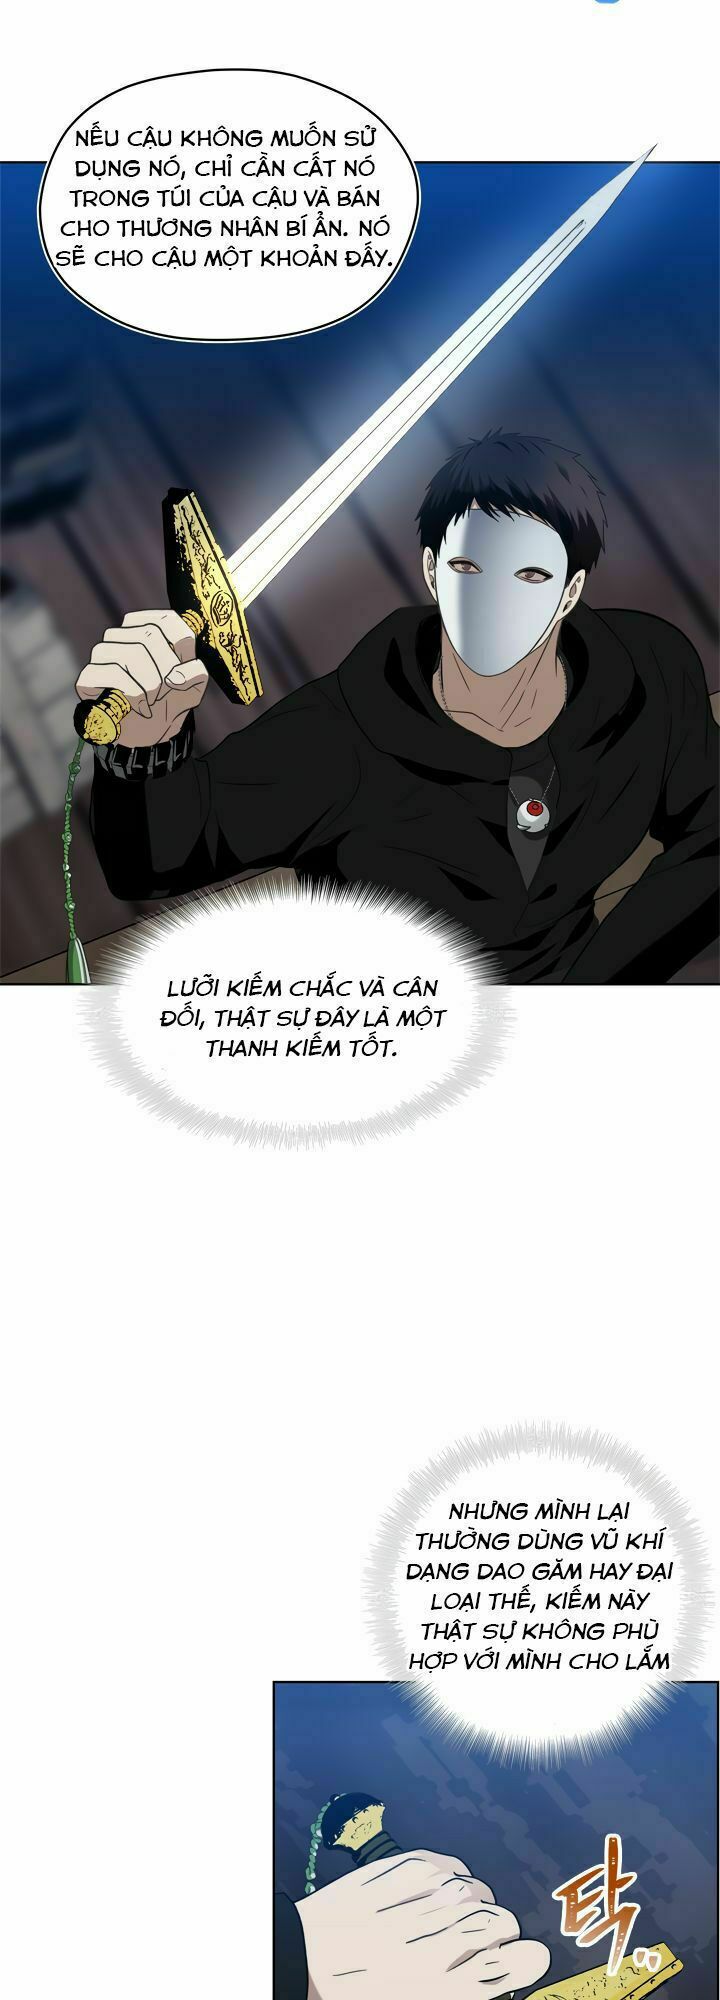 NẾU CẬU KHÔNG MUỐN SỬ
DỤNG NÓ, CHỈ CẦN CẤT NÓ
TRONG TÚI CỦA CẬU VÀ BÁN
CHO THƯƠNG NHÂN BÍ ẨN. NÓ
SẼ CHO CẬU MỘT KHOẢN ĐẤY.
LƯỠI KIẾM CHẮC VÀ CÂN
ĐỐI, THẬT SỰ ĐÂY LÀ MỘT
THANH KIẾM TỐT.
NHƯNG MÌNH LẠI
THƯỜNG DÙNG VŨ KHÍ
DẠNG DAO GĂM HAY ĐẠI
LOẠI THẾ, KIẾM NÀY
THẬT SỰ KHÔNG PHÙ
HỢP VỚI MÌNH CHO LẮM
탁..